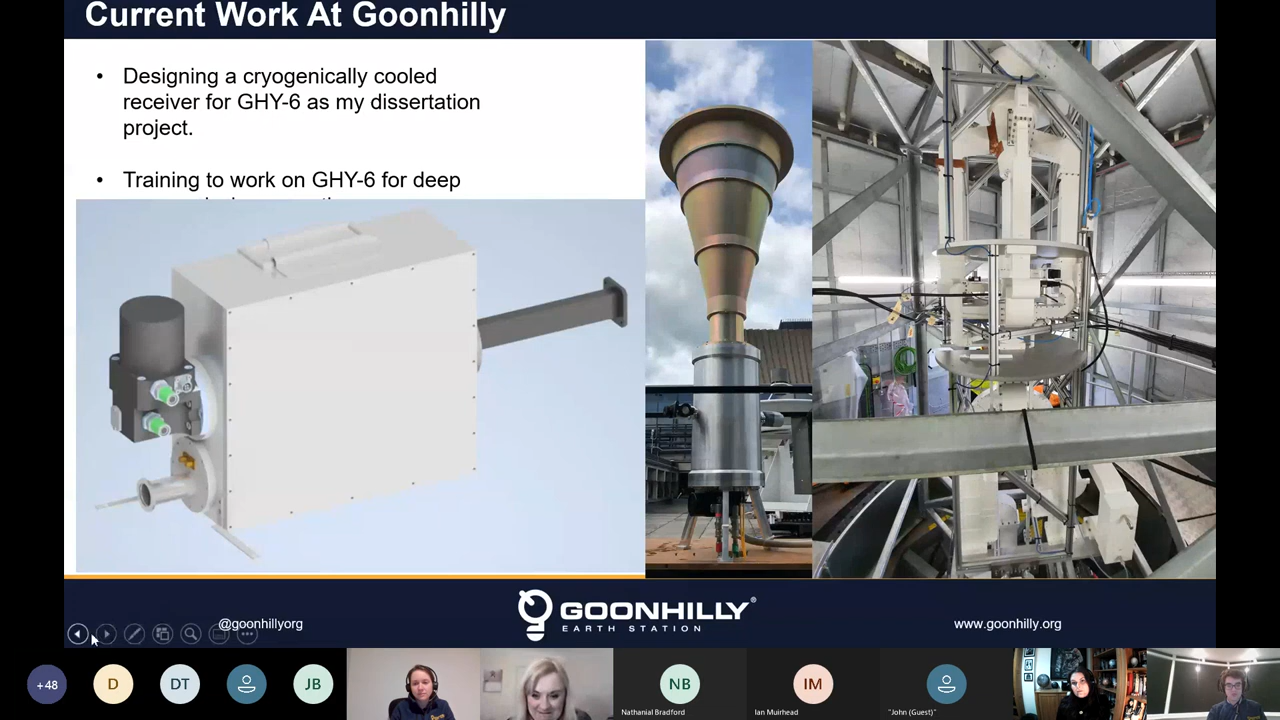 Current Work At Goonhilly
• Designing a cryogenically cooled
receiver for GHY-6 as my dissertation
project.
• Training to work on GHY-6 for deep
@goonhillyorg
GOONHILLY®
EARTH STATION
www.goonhilly.org
+48
D
DT
JB
NB
IM
Nathanial Bradford
Ian Muirhead
"John (Guest)"